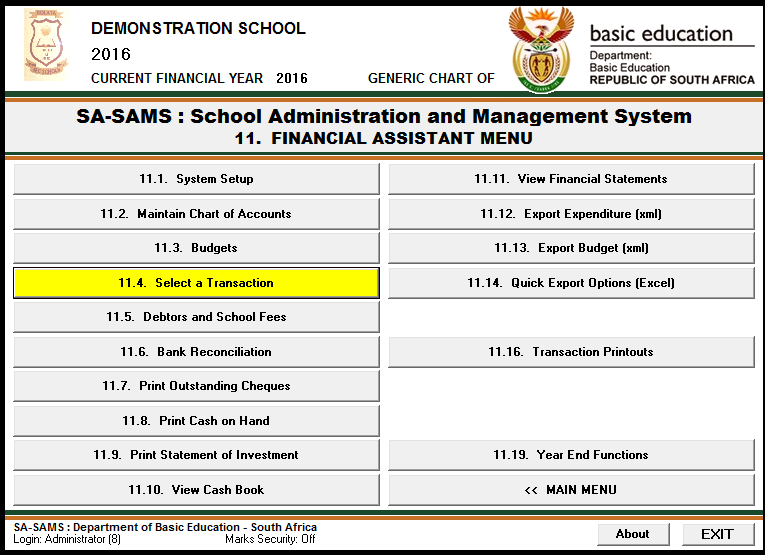 DEMONSTRATION SCHOOL
2016
CURRENT FINANCIAL YEAR 2016 GENERIC CHART OF
basic education
Department:
Basic Education
REPUBLIC OF SOUTH AFRICA
SA-SAMS : School Administration and Management System
11. FINANCIAL ASSISTANT MENU
11.1. System Setup
11.2. Maintain Chart of Accounts
11.3. Budgets
11.4. Select a Transaction
11.5. Debtors and School Fees
11.6. Bank Reconciliation
11.7. Print Outstanding Cheques
11.8. Print Cash on Hand
11.9. Print Statement of Investment
11.10. View Cash Book
11.11. View Financial Statements
11.12. Export Expenditure (xml)
11.13. Export Budget (xml)
11.14. Quick Export Options (Excel)
11.16. Transaction Printouts
11.19. Year End Functions
<< MAIN MENU
SA-SAMS : Department of Basic Education - South Africa
Login: Administrator (8) Marks Security: Off
About
EXIT